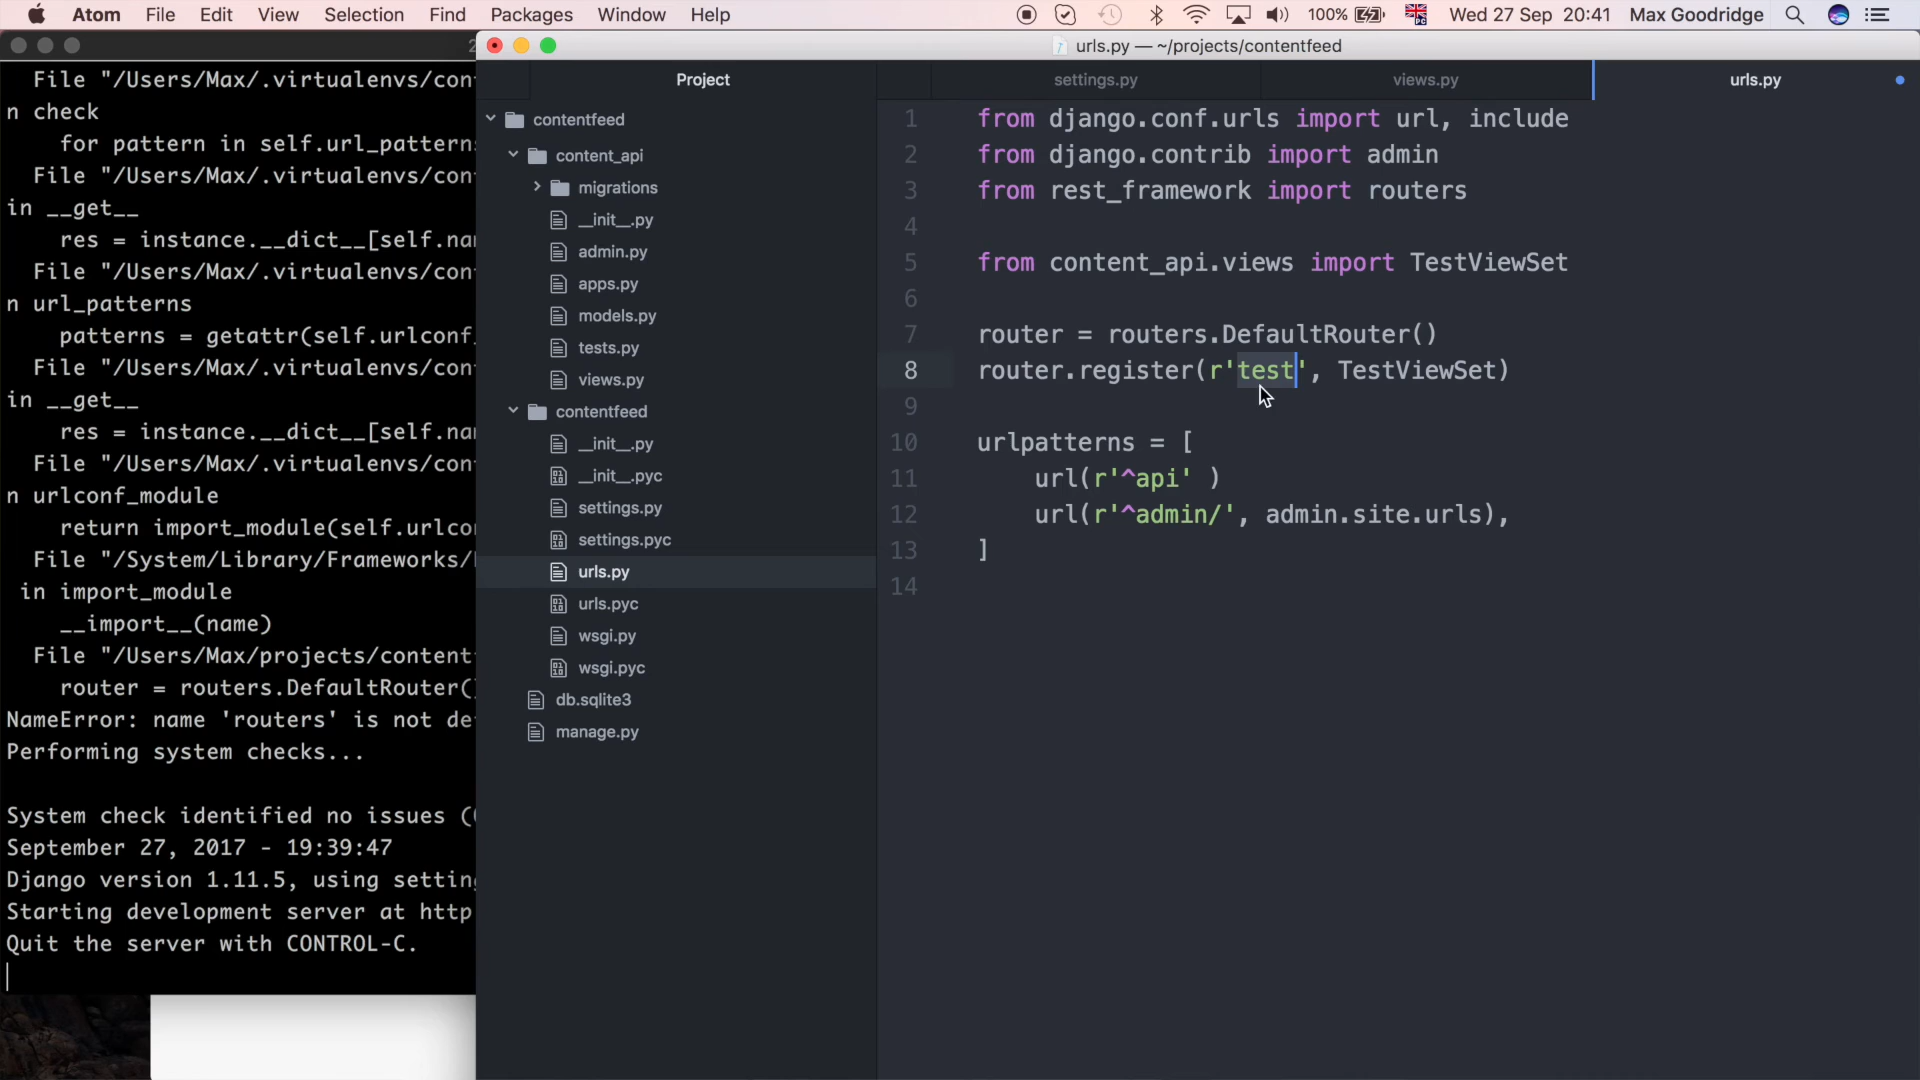 Atom File Edit View Selection Find Packages Window Help 100% Wed 27 Sep 20:41 Max Goodridge
urls.py — ~/projects/contentfeed
File "/Users/Max/.virtualenvs/con
n check
for pattern in self.url_patterns
File "/Users/Max/.virtualenvs/con
in __get__
res = instance.__dict__[self.na
File "/Users/Max/.virtualenvs/con
n url_patterns
patterns = getattr(self.urlconf_
File "/Users/Max/.virtualenvs/con
in __get__
res = instance.__dict__[self.na
File "/Users/Max/.virtualenvs/con
n urlconf_module
return import_module(self.urlco
File "/System/Library/Frameworks/
in import_module
__import__(name)
File "/Users/Max/projects/content
router = routers.DefaultRouter(
NameError: name 'routers' is not de
Performing system checks...
System check identified no issues (
September 27, 2017 - 19:39:47
Django version 1.11.5, using settin
Starting development server at http
Quit the server with CONTROL-C.
Project
contentfeed
content_api
migrations
__init__.py
admin.py
apps.py
models.py
tests.py
views.py
contentfeed
__init__.py
__init__.pyc
settings.py
settings.pyc
urls.py
urls.pyc
wsgi.py
wsgi.pyc
db.sqlite3
manage.py
settings.py views.py urls.py
1 from django.conf.urls import url, include
2 from django.contrib import admin
3 from rest_framework import routers
4
5 from content_api.views import TestViewSet
6
7 router = routers.DefaultRouter()
8 router.register(r'test', TestViewSet)
9
10 urlpatterns = [
11 url(r'^api' )
12 url(r'^admin/', admin.site.urls),
13 ]
14